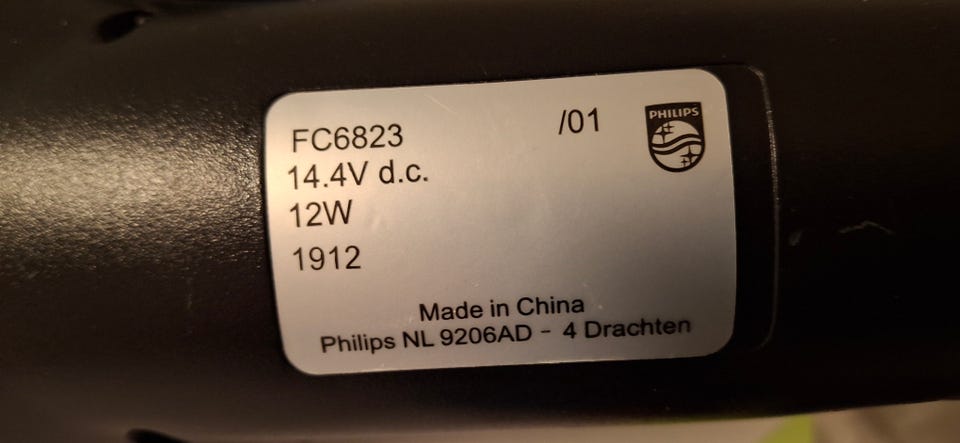 FC6823 /01
PHILIPS
14.4V d.c.
12W
1912
Made in China
Philips NL 9206AD - 4 Drachten